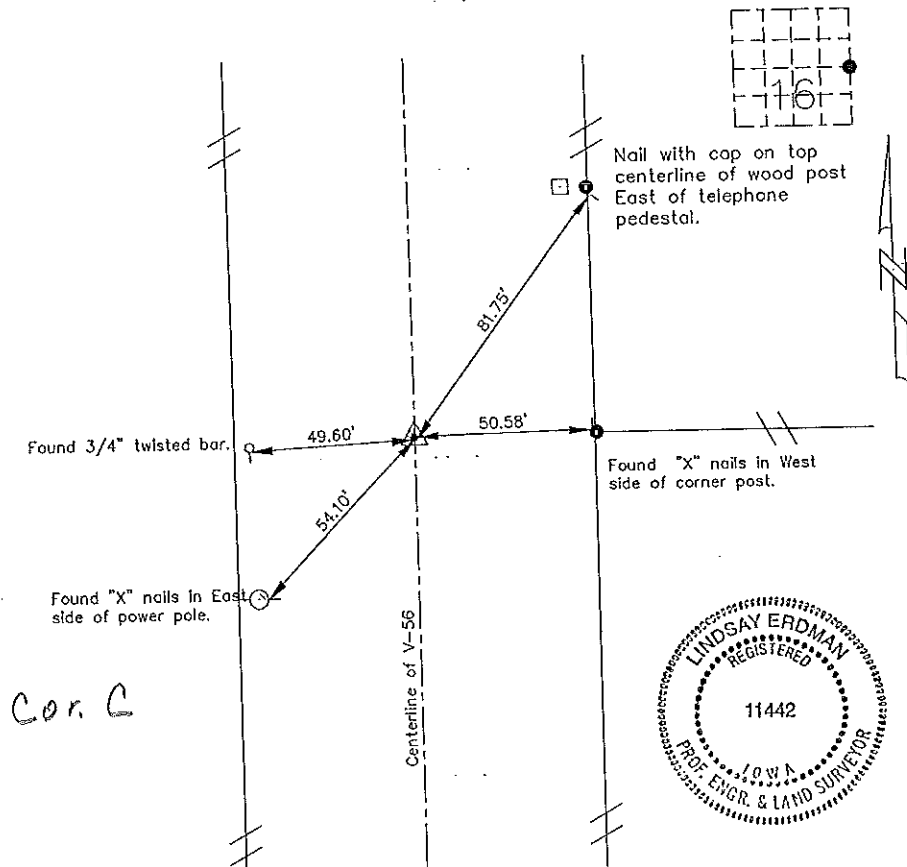 16
Nail with cap on top
centerline of wood post
East of telephone
pedestal.
N
81.75'
Found 3/4" twisted bar.
49.60'
50.58'
Found "X" nails in West
side of corner post.
54.10'
Found "X" nails in East
side of power pole.
Centerline of V-56
Cor. C
LINDSAY ERDMAN
REGISTERED
11442
IOWA
PROF. ENGR. & LAND SURVEYOR